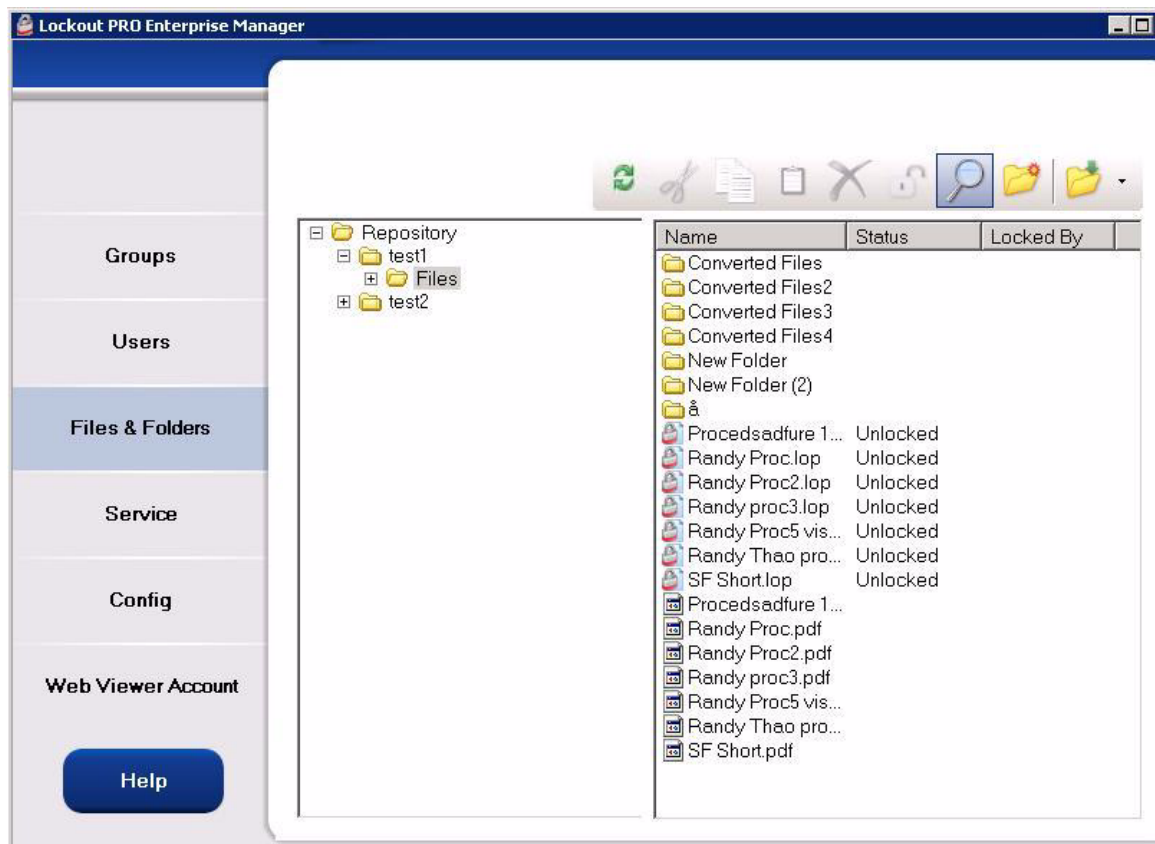 Lockout PRO Enterprise Manager
Groups
Users
Files & Folders
Service
Config
Web Viewer Account
Help
Repository
test1
Files
test2
Name Status Locked By
Converted Files
Converted Files2
Converted Files3
Converted Files4
New Folder
New Folder (2)
å
Procedsadfure 1... Unlocked
Randy Proc.lop Unlocked
Randy Proc2.lop Unlocked
Randy proc3.lop Unlocked
Randy Proc5 vis... Unlocked
Randy Thao pro... Unlocked
SF Short.lop Unlocked
Procedsadfure 1...
Randy Proc.pdf
Randy Proc2.pdf
Randy proc3.pdf
Randy Proc5 vis...
Randy Thao pro...
SF Short.pdf